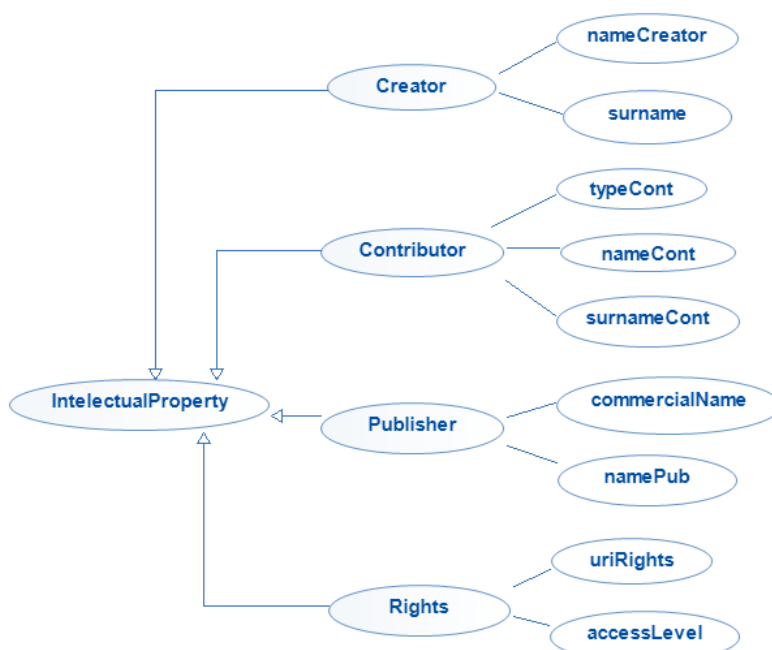 nameCreator
Creator
surname
typeCont
Contributor
nameCont
surnameCont
IntelectualProperty
commercialName
Publisher
namePub
uriRights
Rights
accessLevel